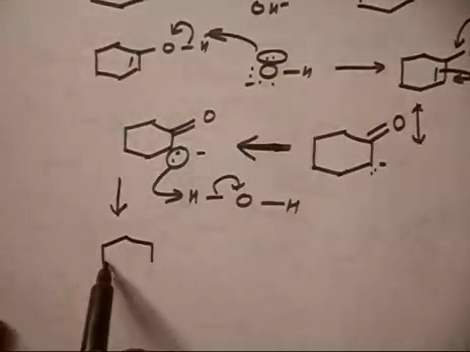 OH⁻
O - H
:O: - H
O
O
-
-
H - O - H